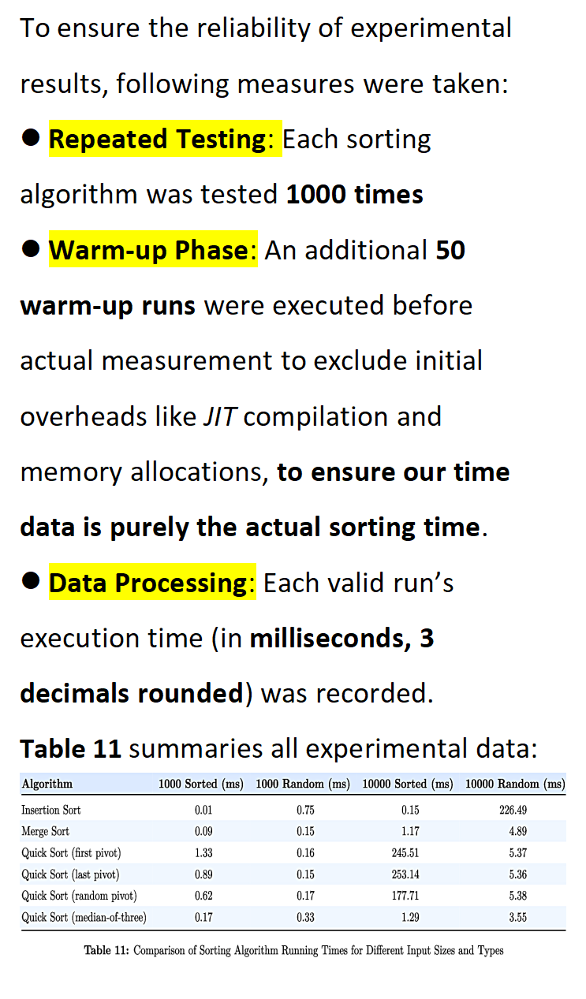 To ensure the reliability of experimental
results, following measures were taken:
● Repeated Testing: Each sorting
algorithm was tested 1000 times
● Warm-up Phase: An additional 50
warm-up runs were executed before
actual measurement to exclude initial
overheads like JIT compilation and
memory allocations, to ensure our time
data is purely the actual sorting time.
● Data Processing: Each valid run’s
execution time (in milliseconds, 3
decimals rounded) was recorded.
Table 11 summaries all experimental data:
Algorithm 1000 Sorted (ms) 1000 Random (ms) 10000 Sorted (ms) 10000 Random (ms)
Insertion Sort 0.01 0.75 0.15 226.49
Merge Sort 0.09 0.15 1.17 4.89
Quick Sort (first pivot) 1.33 0.16 245.51 5.37
Quick Sort (last pivot) 0.89 0.15 253.14 5.36
Quick Sort (random pivot) 0.62 0.17 177.71 5.38
Quick Sort (median-of-three) 0.17 0.33 1.29 3.55
Table 11: Comparison of Sorting Algorithm Running Times for Different Input Sizes and Types